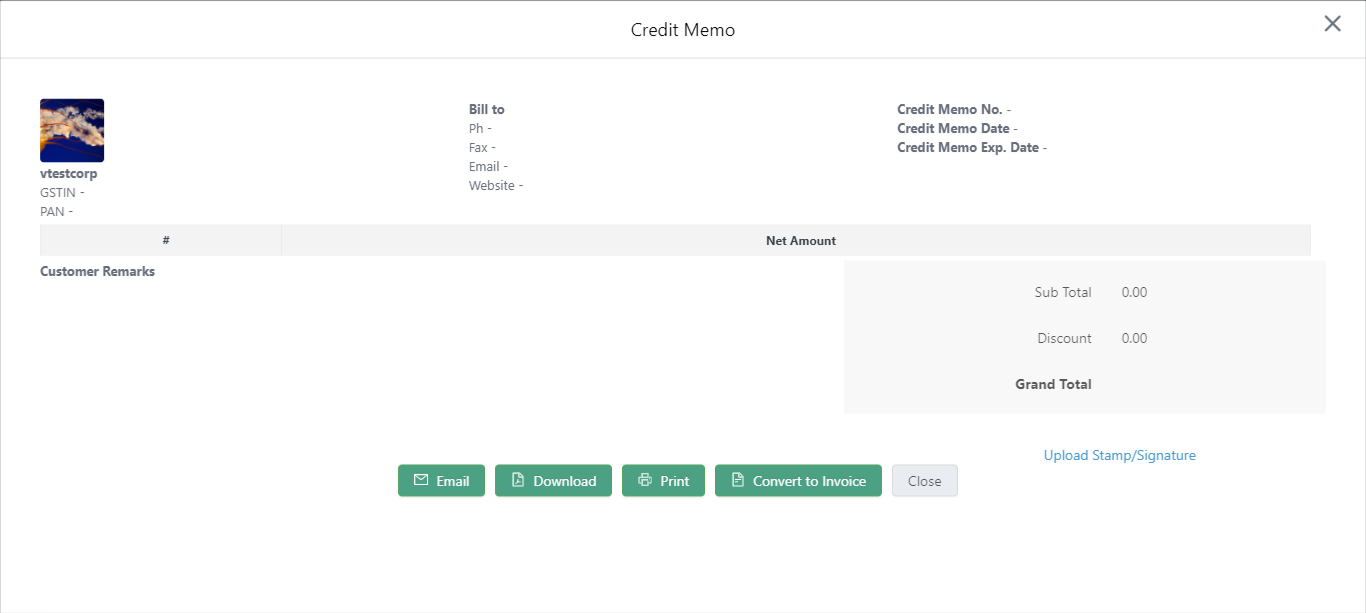 Credit Memo
vtestcorp
GSTIN -
PAN -
Bill to
Ph -
Fax -
Email -
Website -
Credit Memo No. -
Credit Memo Date -
Credit Memo Exp. Date -
# Net Amount
Customer Remarks
Sub Total 0.00
Discount 0.00
Grand Total
Upload Stamp/Signature
Email Download Print Convert to Invoice Close